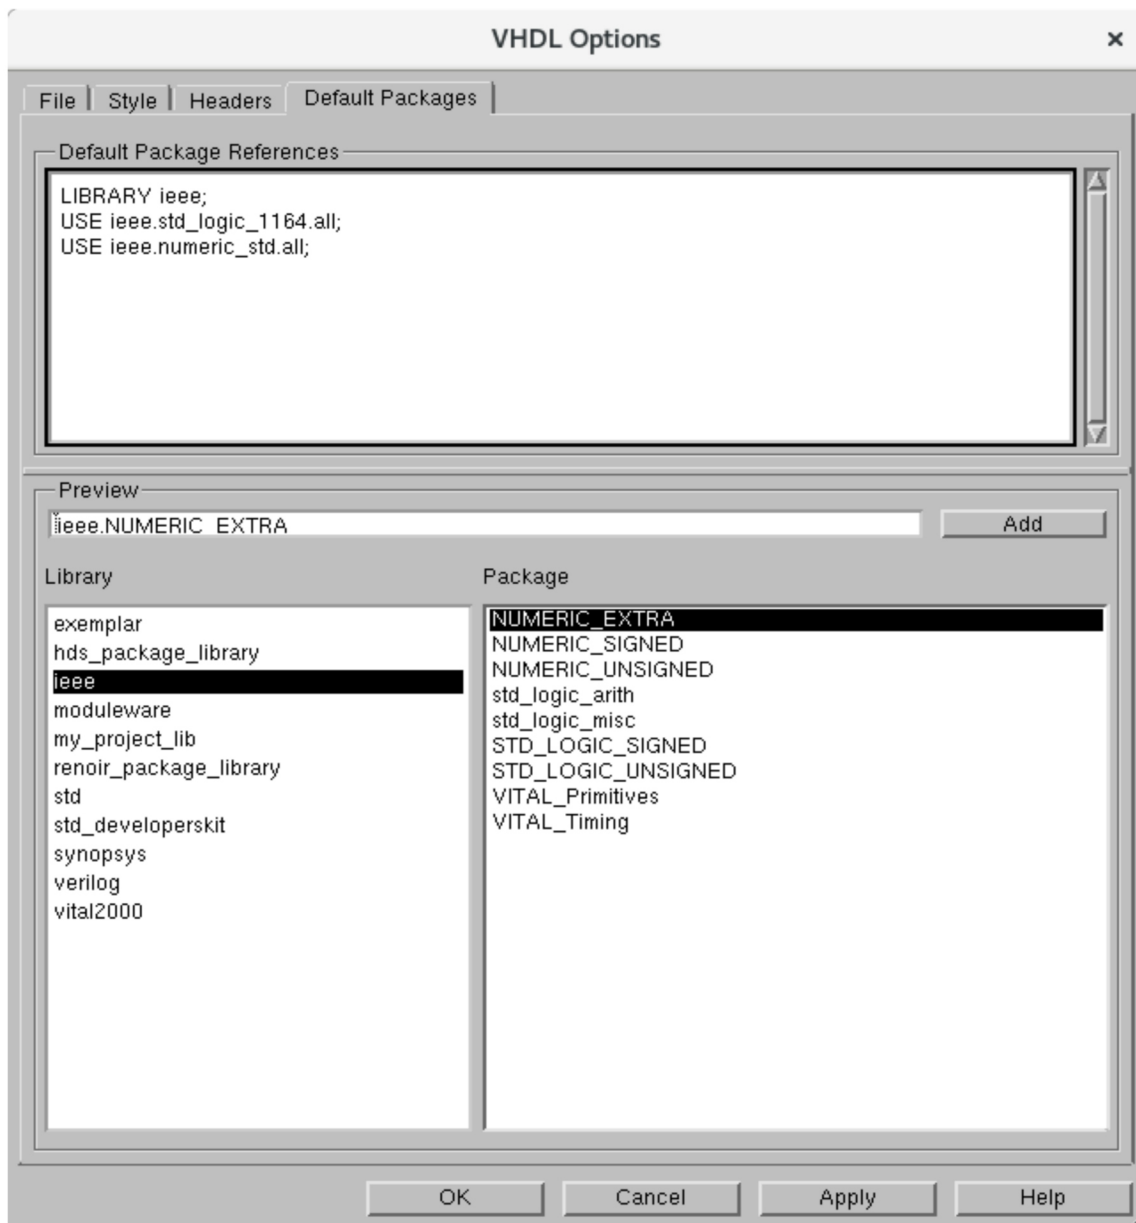 VHDL Options ×
File Style Headers Default Packages
Default Package References
LIBRARY ieee;
USE ieee.std_logic_1164.all;
USE ieee.numeric_std.all;
Preview
ieee.NUMERIC_EXTRA Add
Library Package
exemplar
hds_package_library
ieee
moduleware
my_project_lib
renoir_package_library
std
std_developerskit
synopsys
verilog
vital2000
NUMERIC_EXTRA
NUMERIC_SIGNED
NUMERIC_UNSIGNED
std_logic_arith
std_logic_misc
STD_LOGIC_SIGNED
STD_LOGIC_UNSIGNED
VITAL_Primitives
VITAL_Timing
OK Cancel Apply Help